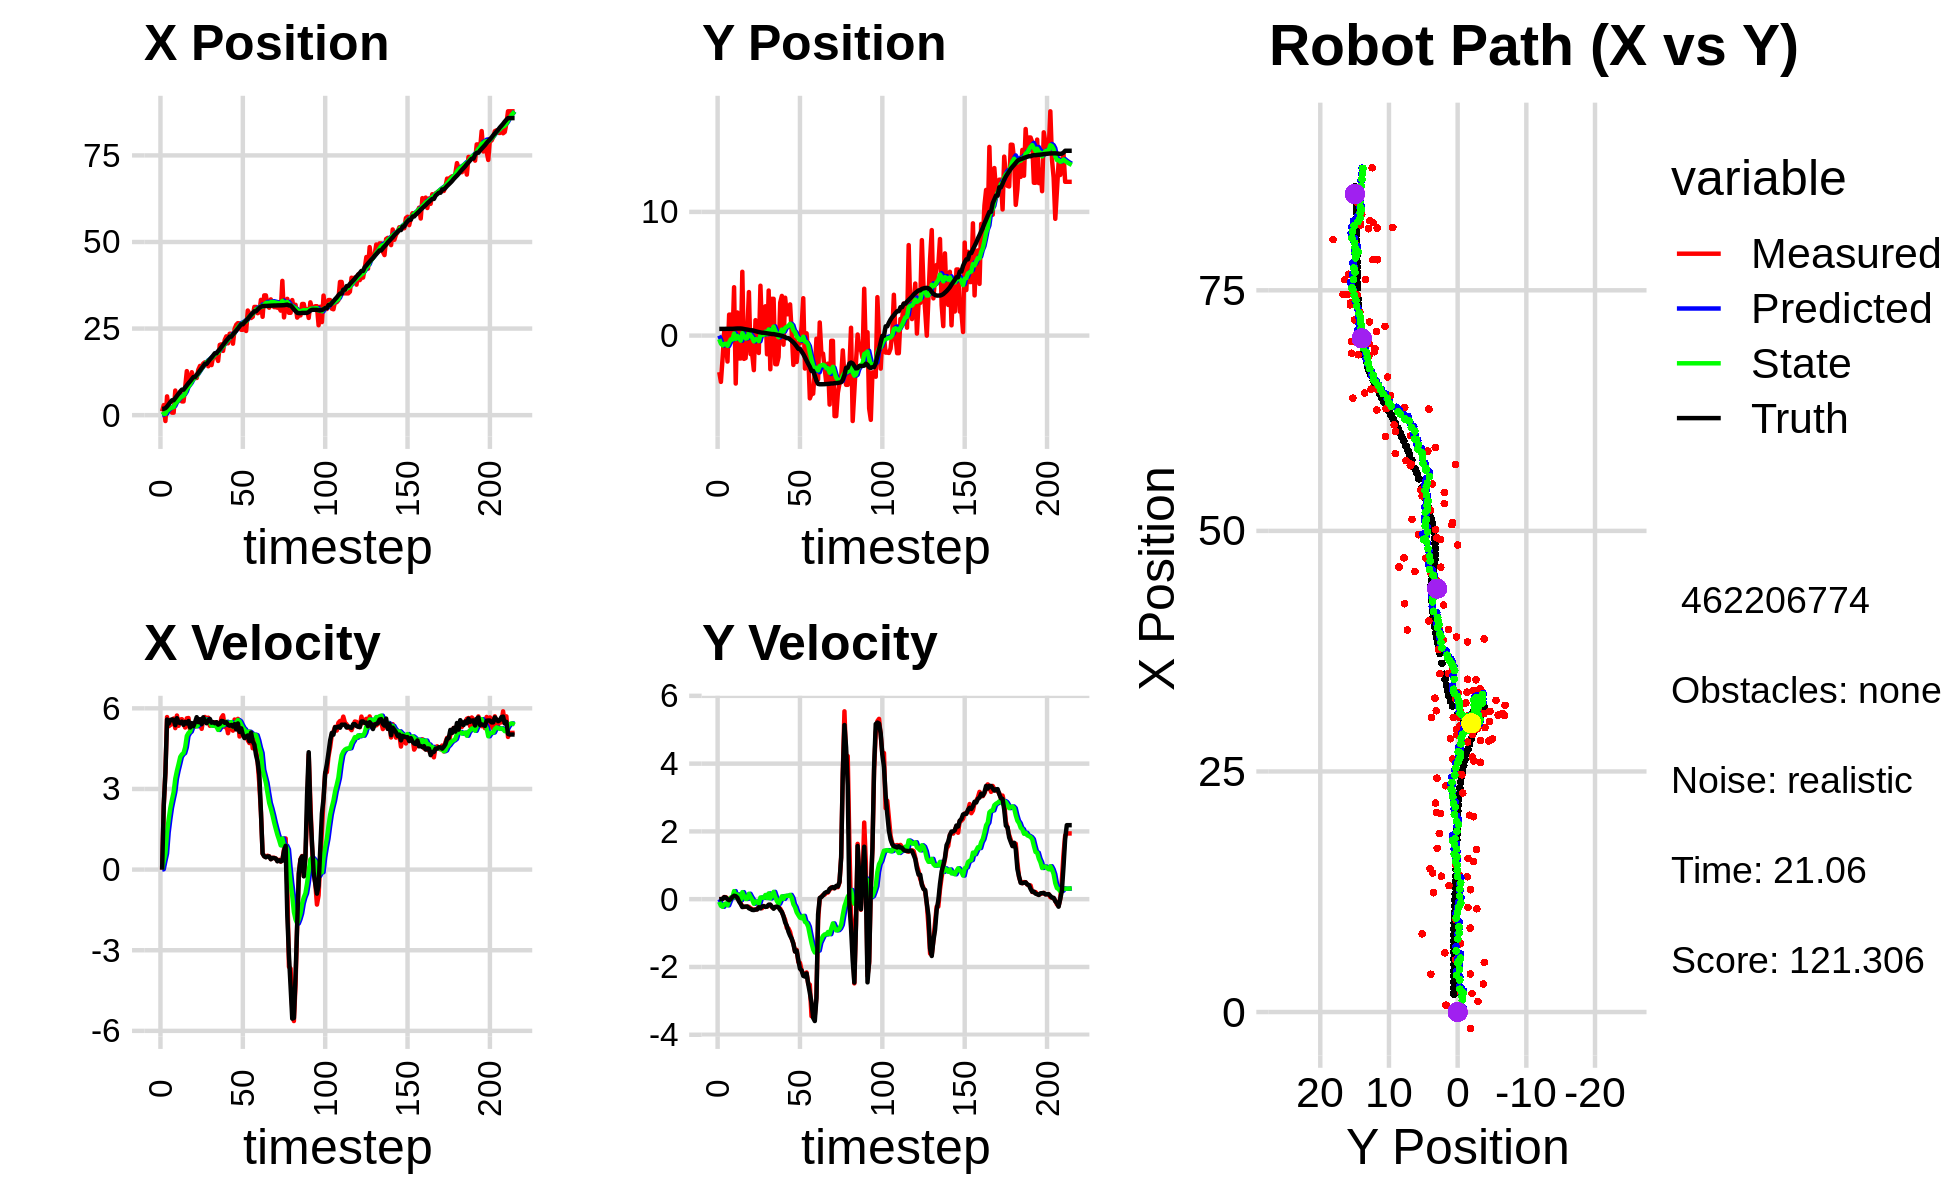 X Position
75
50
25
0
0
50
100
150
200
timestep
Y Position
10
0
0
50
100
150
200
timestep
X Velocity
6
3
0
-3
-6
0
50
100
150
200
timestep
Y Velocity
6
4
2
0
-2
-4
0
50
100
150
200
timestep
Robot Path (X vs Y)
X Position
75
50
25
0
20 10 0 -10 -20
Y Position
variable
Measured
Predicted
State
Truth
462206774
Obstacles: none
Noise: realistic
Time: 21.06
Score: 121.306